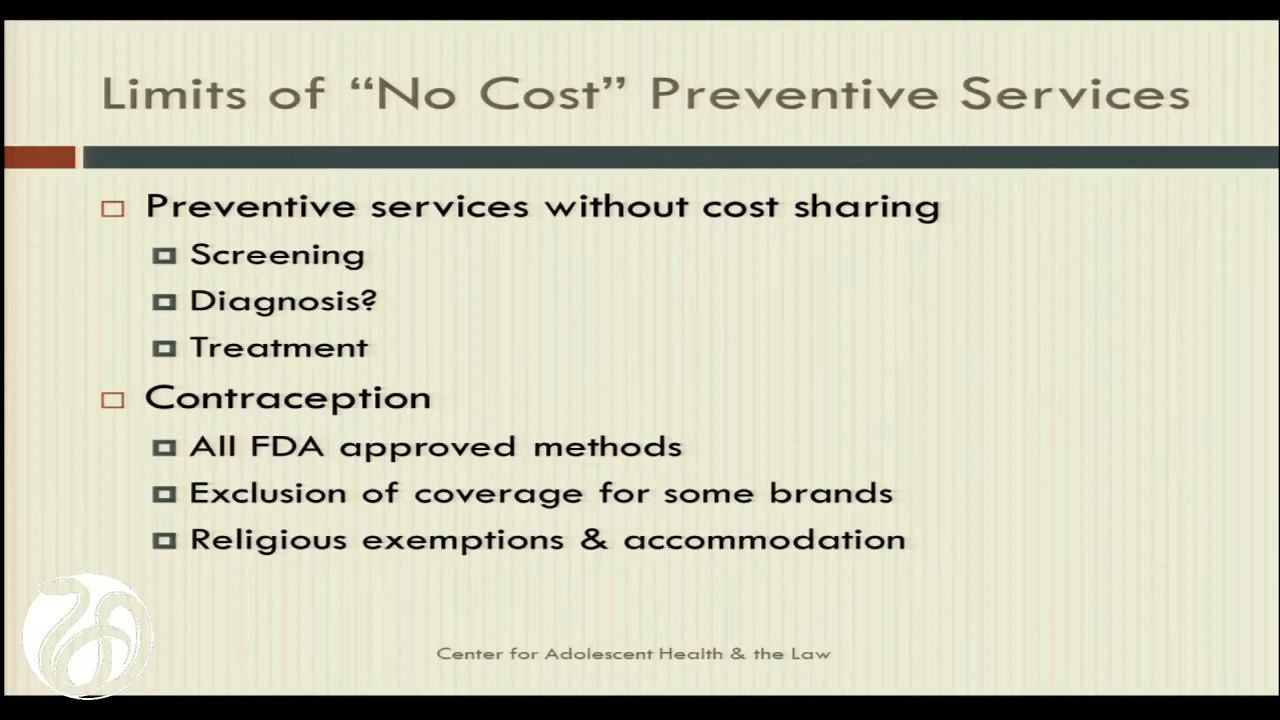 Limits of “No Cost” Preventive Services
Preventive services without cost sharing
Screening
Diagnosis?
Treatment
Contraception
All FDA approved methods
Exclusion of coverage for some brands
Religious exemptions & accommodation
Center for Adolescent Health & the Law